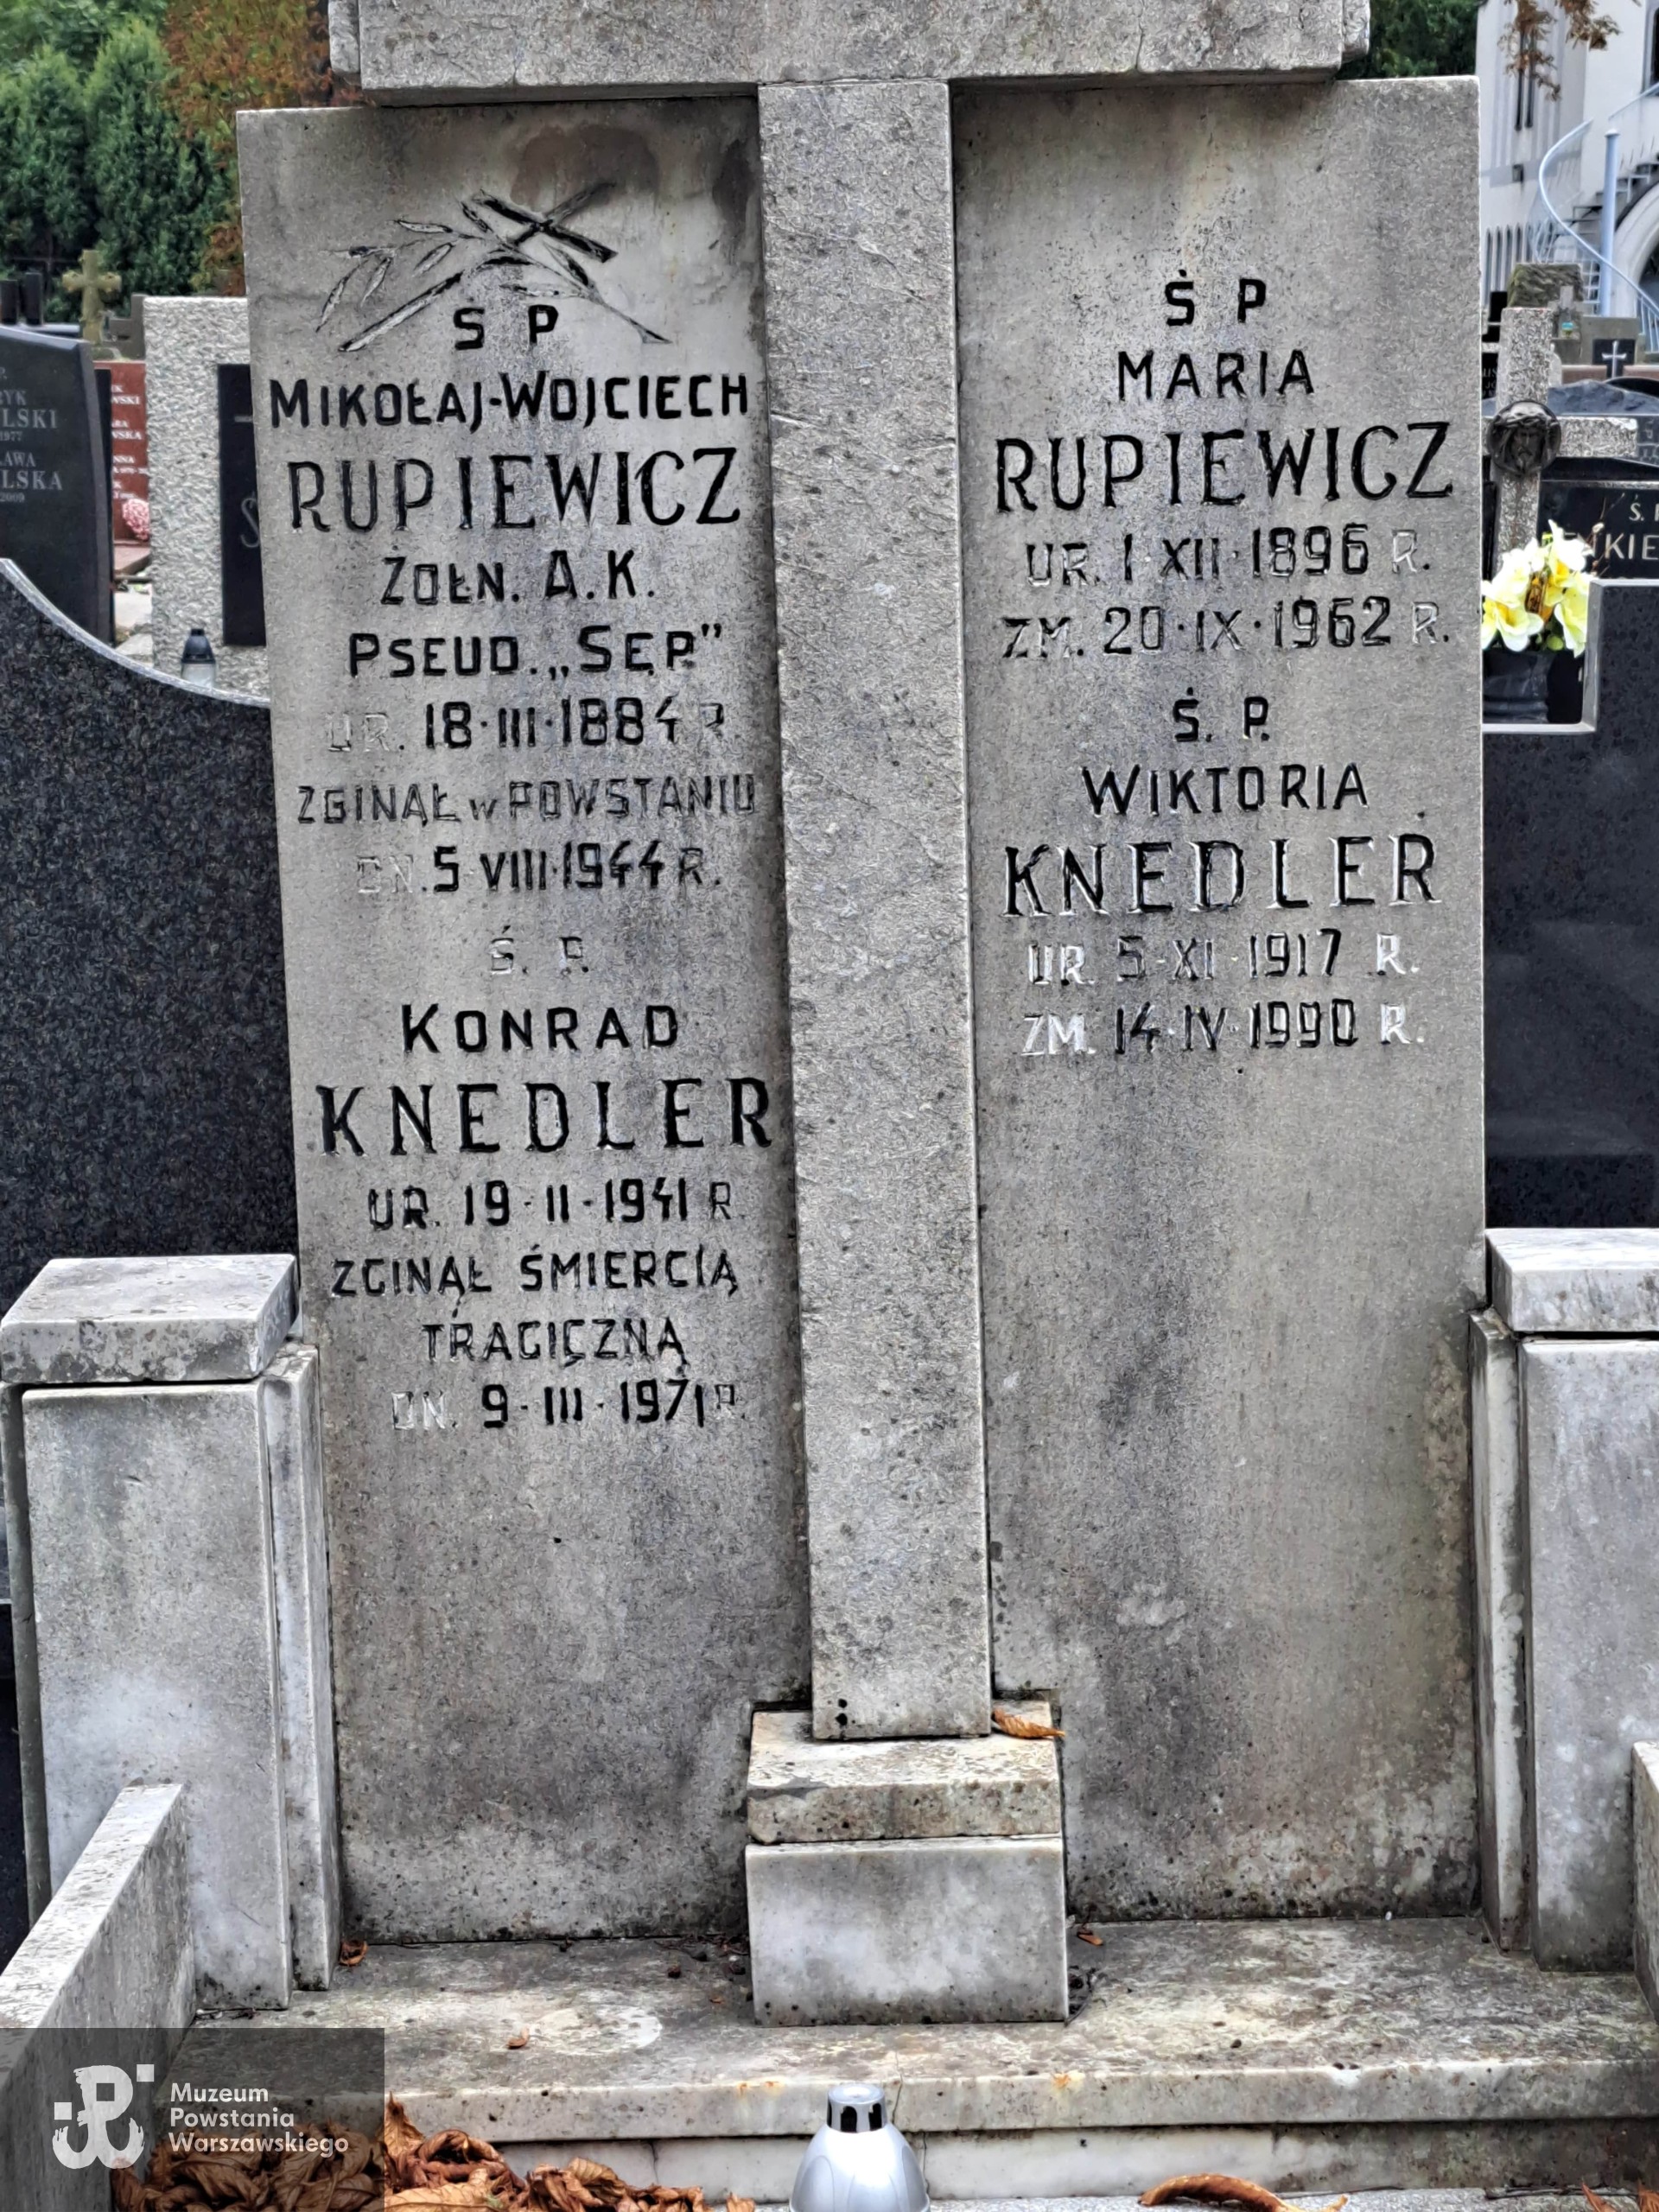 Ś P
MIKOŁAJ-WOJCIECH
RUPIEWICZ
ŻOŁN. A.K.
PSEUD. „SĘP"
UR. 18·III·1884 R.
ZGINĄŁ w POWSTANIU
DN. 5·VIII·1944 R.
Ś. P.
KONRAD
KNEDLER
UR. 19·II·1941 R.
ZGINĄŁ ŚMIERCIĄ
TRAGICZNĄ
DN. 9·III·1971 R.
Ś P
MARIA
RUPIEWICZ
UR. 1·XII·1896 R.
ZM. 20·IX·1962 R.
Ś. P.
WIKTORIA
KNEDLER
UR. 5·XI·1917 R.
ZM. 14·IV·1990 R.
Muzeum
Powstania
Warszawskiego